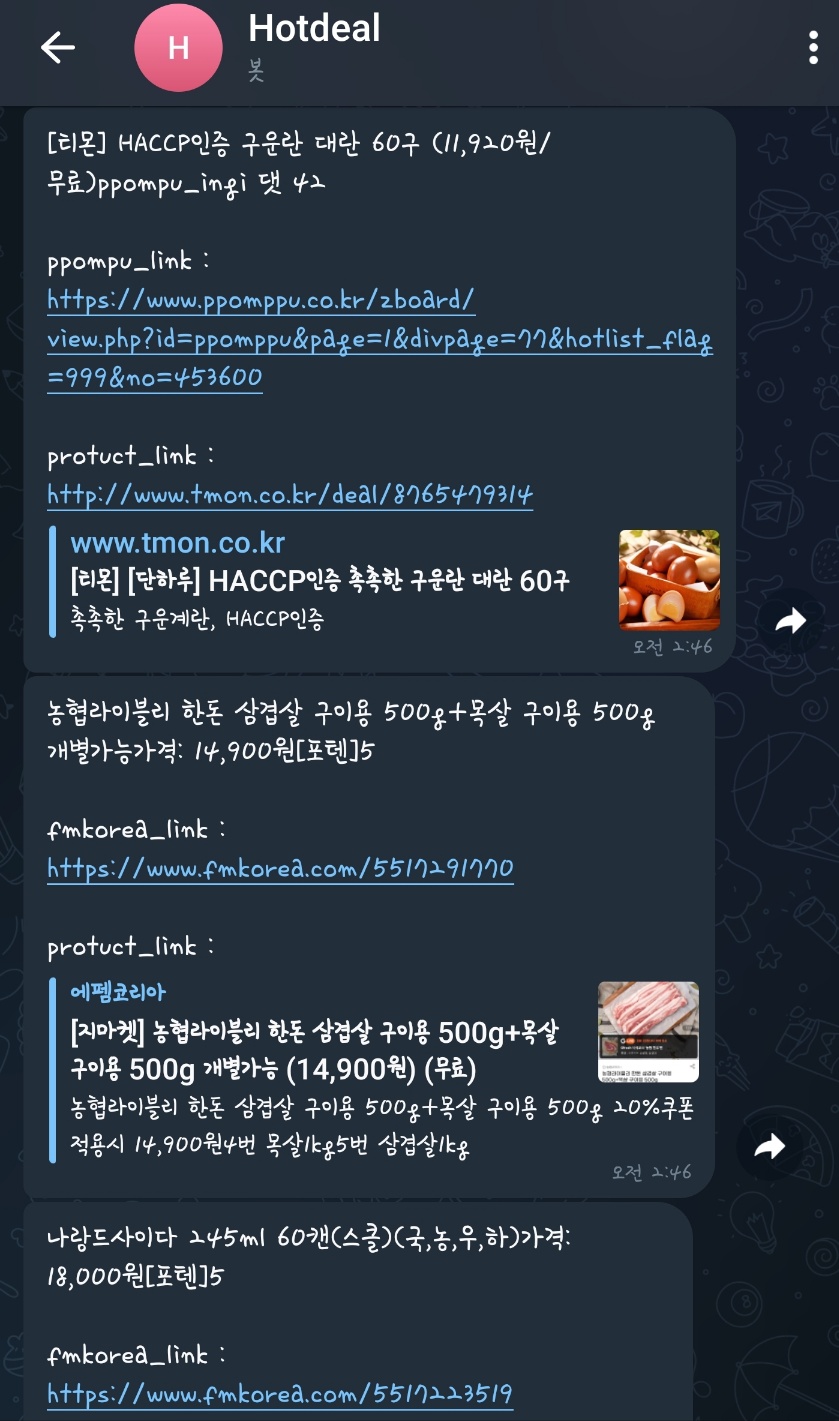 H
Hotdeal
봇
[티몬] HACCP인증 구운란 대란 60구 (11,920원/
무료)ppompu_ingi 댓 42
ppompu_link :
https://www.ppomppu.co.kr/zboard/
view.php?id=ppomppu&page=1&divpage=77&hotlist_flag
=999&no=453600
protuct_link :
http://www.tmon.co.kr/deal/8765479314
www.tmon.co.kr
[티몬] [단하루] HACCP인증 촉촉한 구운란 대란 60구
촉촉한 구운계란, HACCP인증
오전 2:46
농협라이블리 한돈 삼겹살 구이용 500g+목살 구이용 500g
개별가능가격: 14,900원[포텐]5
fmkorea_link :
https://www.fmkorea.com/5517291770
protuct_link :
에펨코리아
[지마켓] 농협라이블리 한돈 삼겹살 구이용 500g+목살
구이용 500g 개별가능 (14,900원) (무료)
농협라이블리 한돈 삼겹살 구이용 500g+목살 구이용 500g 20%쿠폰
적용시 14,900원4번 목살1kg5번 삼겹살1kg
오전 2:46
나랑드사이다 245ml 60캔(스클)(국,농,우,하)가격:
18,000원[포텐]5
fmkorea_link :
https://www.fmkorea.com/5517223519